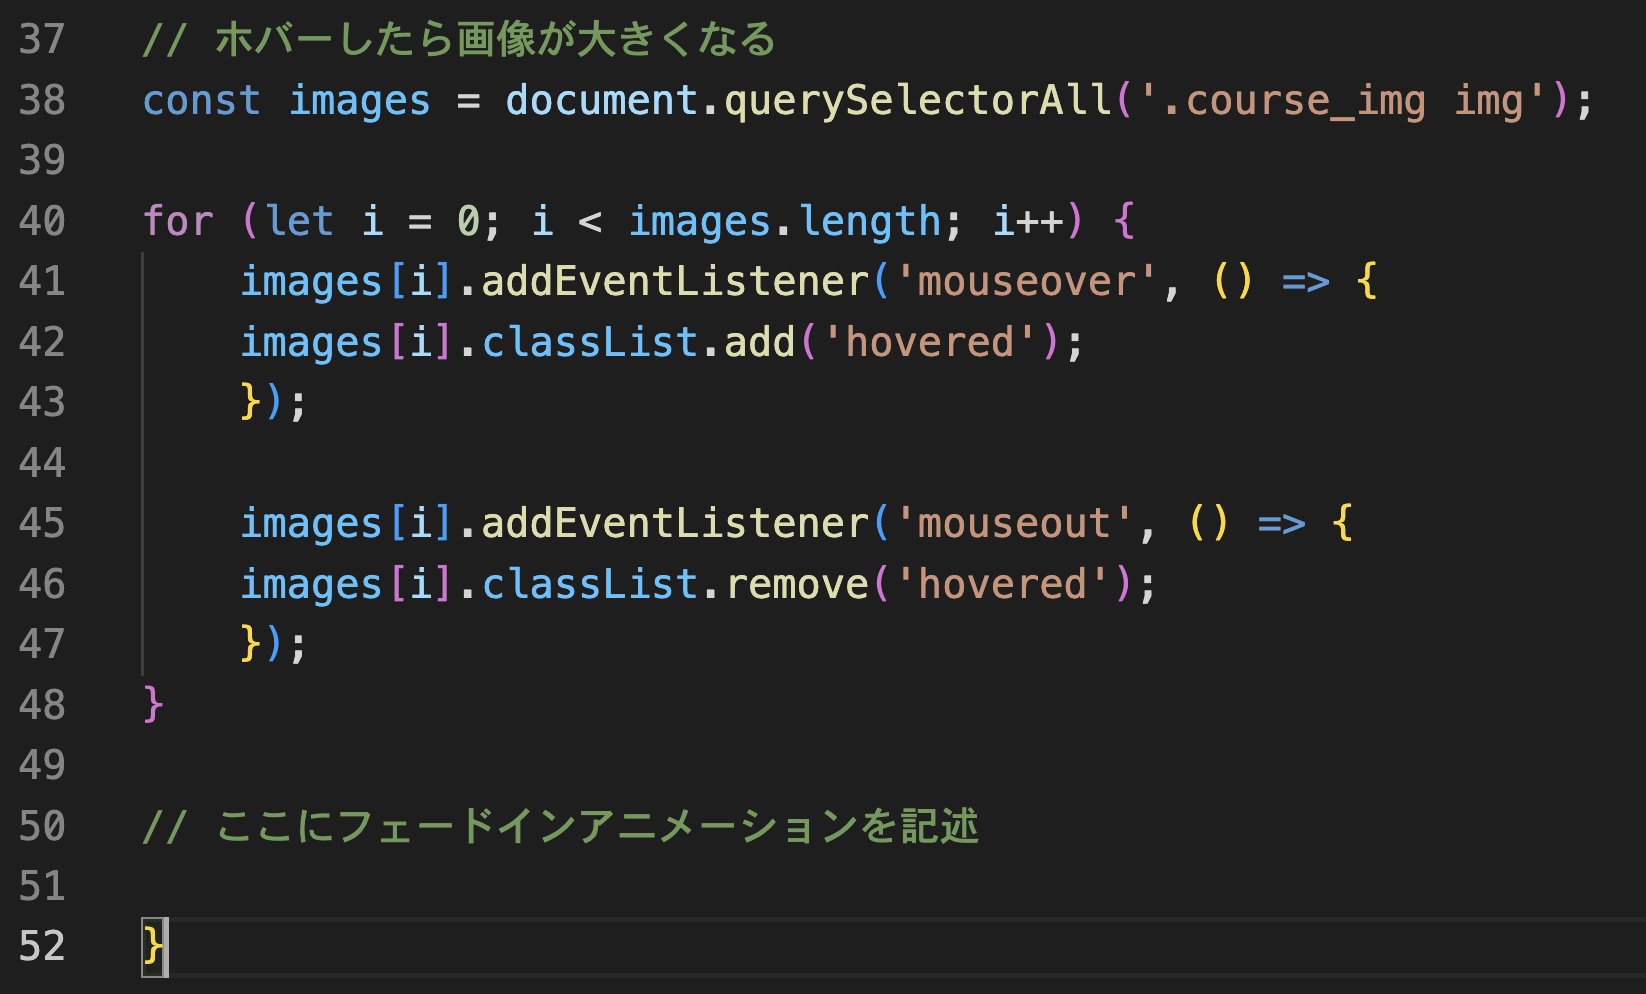 37 // ホバーしたら画像が大きくなる
38 const images = document.querySelectorAll('.course_img img');
39
40 for (let i = 0; i < images.length; i++) {
41 images[i].addEventListener('mouseover', () => {
42 images[i].classList.add('hovered');
43 });
44
45 images[i].addEventListener('mouseout', () => {
46 images[i].classList.remove('hovered');
47 });
48 }
49
50 // ここにフェードインアニメーションを記述
51
52 }